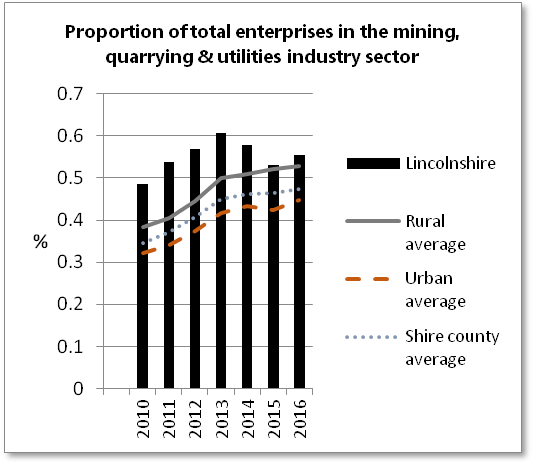 Proportion of total enterprises in the mining,
quarrying & utilities industry sector
0.7
0.6
0.5
0.4
0.3
0.2
0.1
0
%
2010
2011
2012
2013
2014
2015
2016
Lincolnshire
Rural
average
Urban
average
Shire county
average